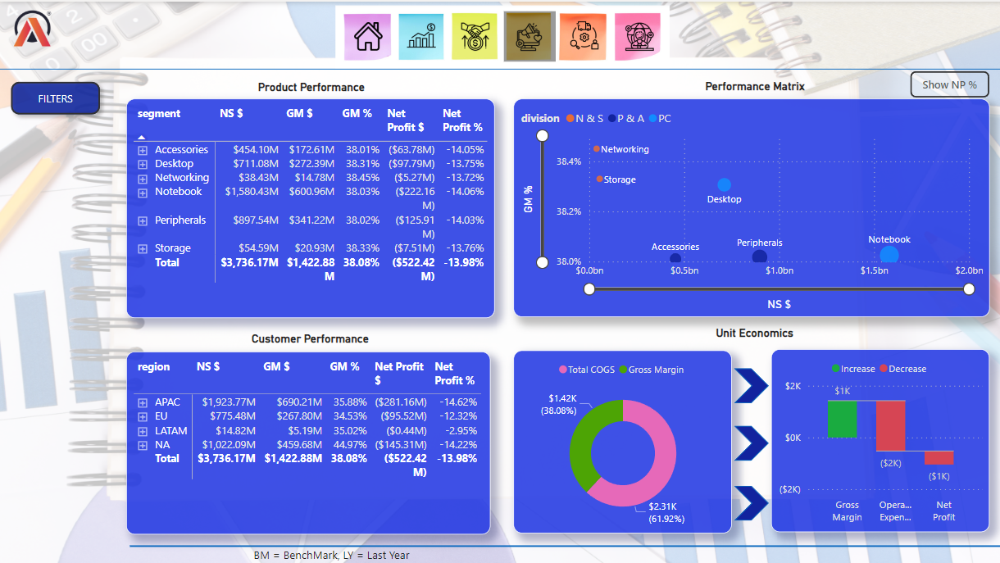 FILTERS
Show NP %
Product Performance
segment NS $ GM $ GM % Net Profit $ Net Profit %
Accessories $454.10M $172.61M 38.01% ($63.78M) -14.05%
Desktop $711.08M $272.39M 38.31% ($97.79M) -13.75%
Networking $38.43M $14.78M 38.45% ($5.27M) -13.72%
Notebook $1,580.43M $600.96M 38.03% ($222.16M) -14.06%
Peripherals $897.54M $341.22M 38.02% ($125.91M) -14.03%
Storage $54.59M $20.93M 38.33% ($7.51M) -13.76%
Total $3,736.17M $1,422.88M 38.08% ($522.42M) -13.98%
Performance Matrix
division N & S P & A PC
GM %
38.4%
38.2%
38.0%
Networking
Storage
Desktop
Accessories
Peripherals
Notebook
$0.0bn $0.5bn $1.0bn $1.5bn $2.0bn
NS $
Customer Performance
region NS $ GM $ GM % Net Profit $ Net Profit %
APAC $1,923.77M $690.21M 35.88% ($281.16M) -14.62%
EU $775.48M $267.80M 34.53% ($95.52M) -12.32%
LATAM $14.82M $5.19M 35.02% ($0.44M) -2.95%
NA $1,022.09M $459.68M 44.97% ($145.31M) -14.22%
Total $3,736.17M $1,422.88M 38.08% ($522.42M) -13.98%
Unit Economics
Total COGS Gross Margin
$1.42K
(38.08%)
$2.31K
(61.92%)
Increase Decrease
$2K
$0K
($2K)
$1K
($2K)
($1K)
Gross Margin
Opera... Expen...
Net Profit
BM = BenchMark, LY = Last Year